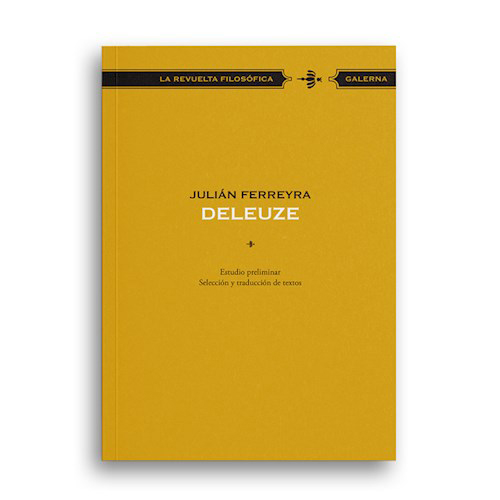 LA REVUELTA FILOSÓFICA GALERNA
JULIÁN FERREYRA
DELEUZE
Estudio preliminar
Selección y traducción de textos